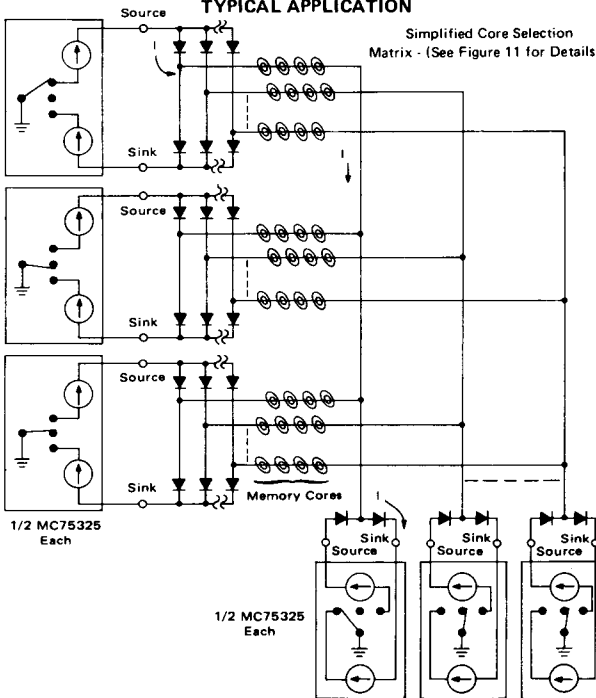 TYPICAL APPLICATION
Simplified Core Selection
Matrix - (See Figure 11 for Details
Source
I
Sink
I
Source
Sink
Source
Sink
Memory Cores
I
1/2 MC75325
Each
Sink
Source
Sink
Source
Sink
Source
1/2 MC75325
Each